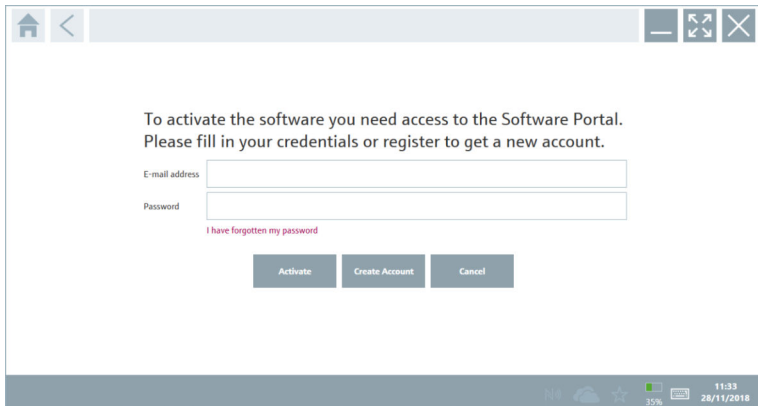 To activate the software you need access to the Software Portal.
Please fill in your credentials or register to get a new account.
E-mail address
Password
I have forgotten my password
Activate
Create Account
Cancel
35%
11:33
28/11/2018